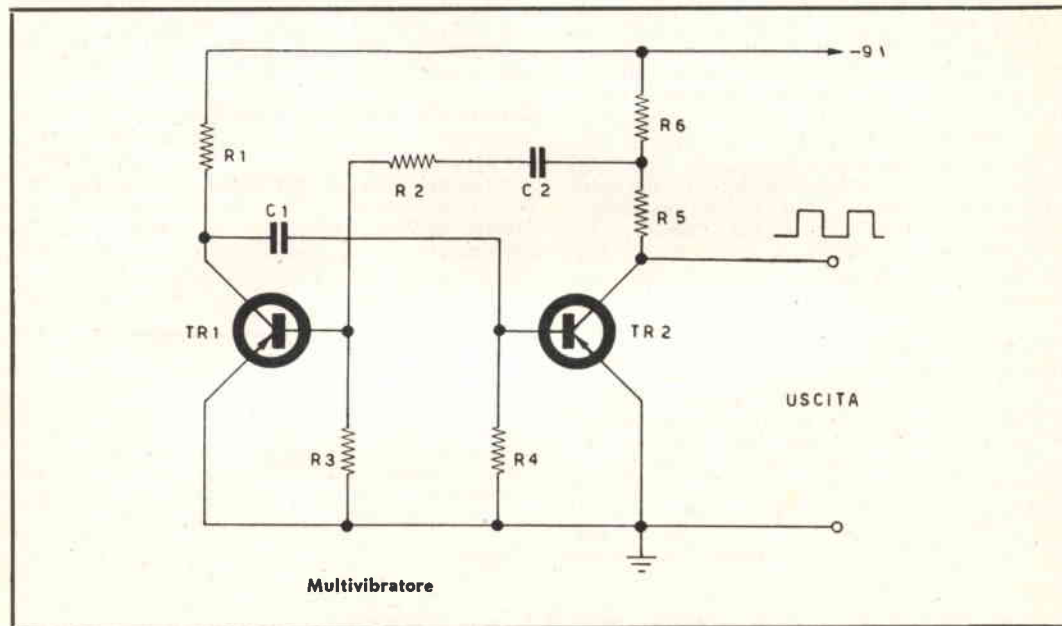 -9 V
R6
R1
R2
C2
R5
C1
TR1
TR2
USCITA
R3
R4
Multivibratore